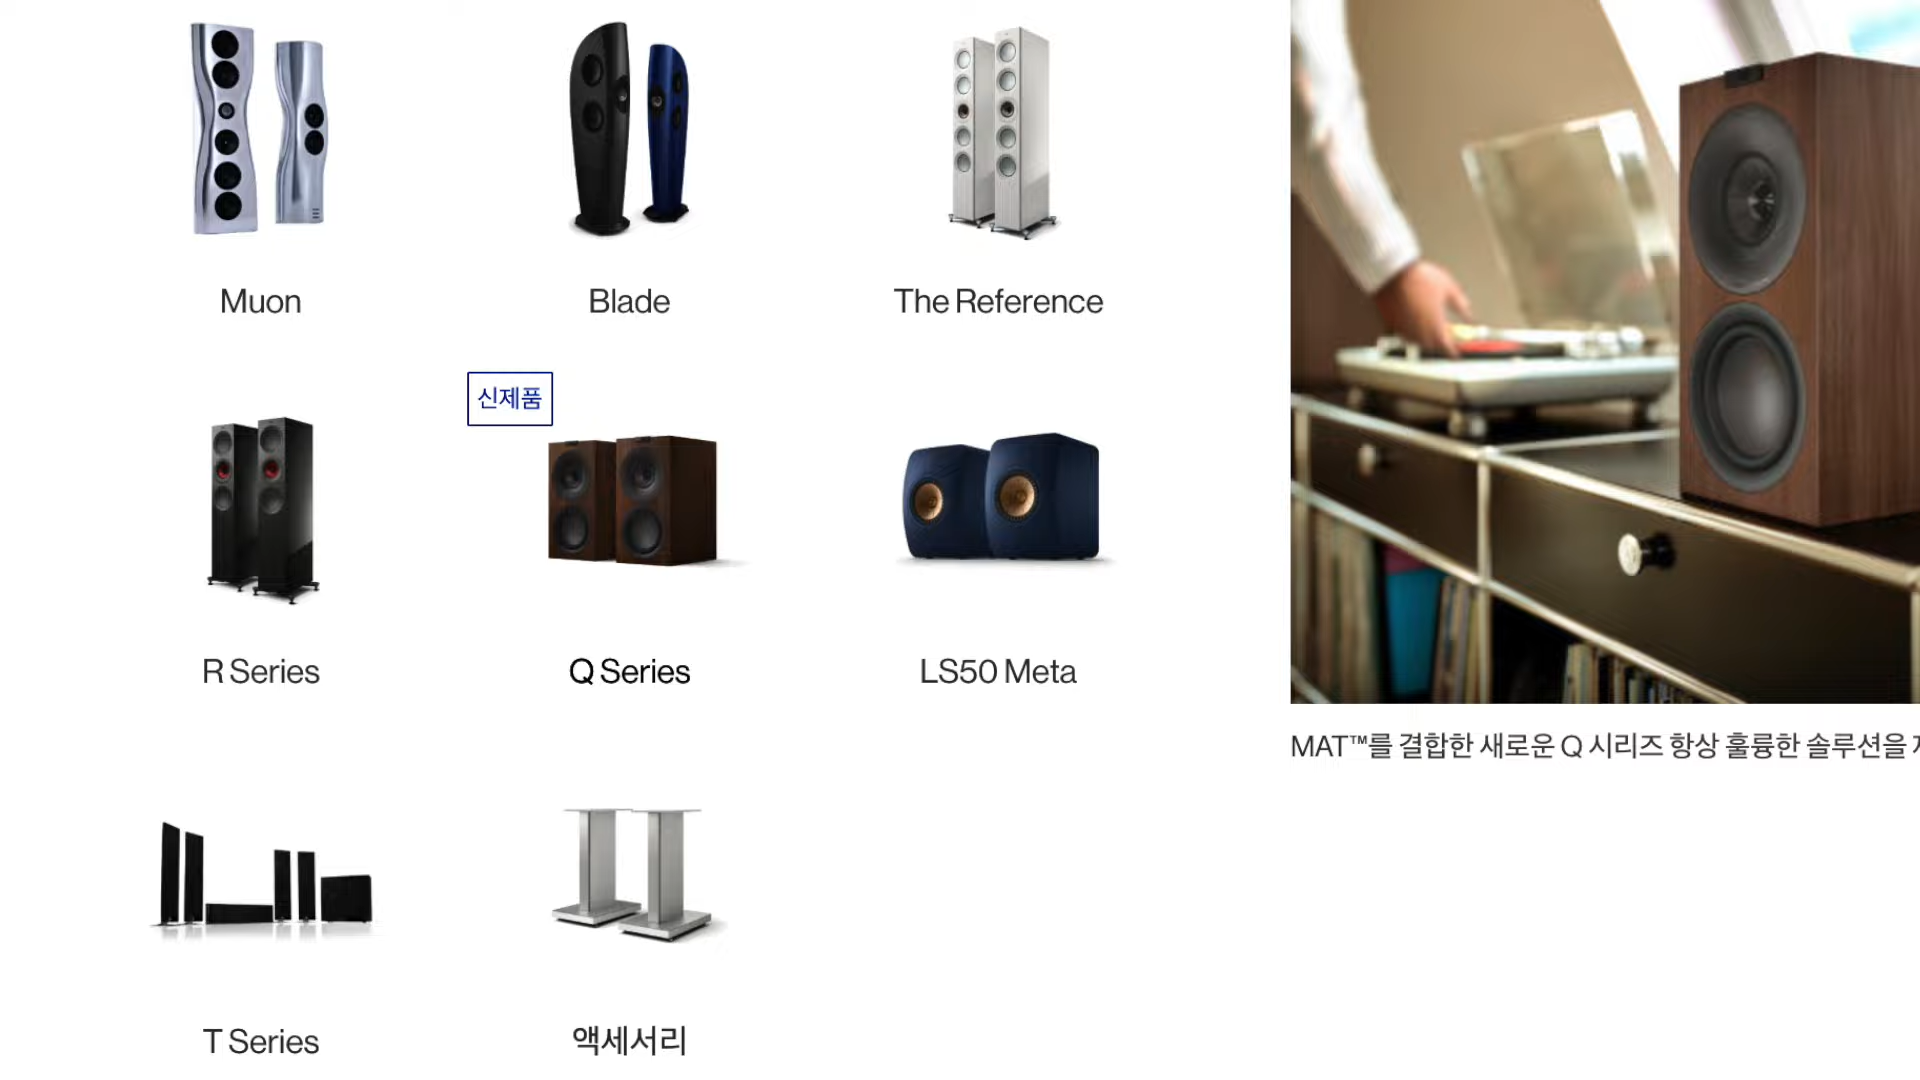 Muon
Blade
The Reference
신제품
R Series
Q Series
LS50 Meta
MAT™를 결합한 새로운 Q 시리즈 항상 훌륭한 솔루션을
T Series
액세서리